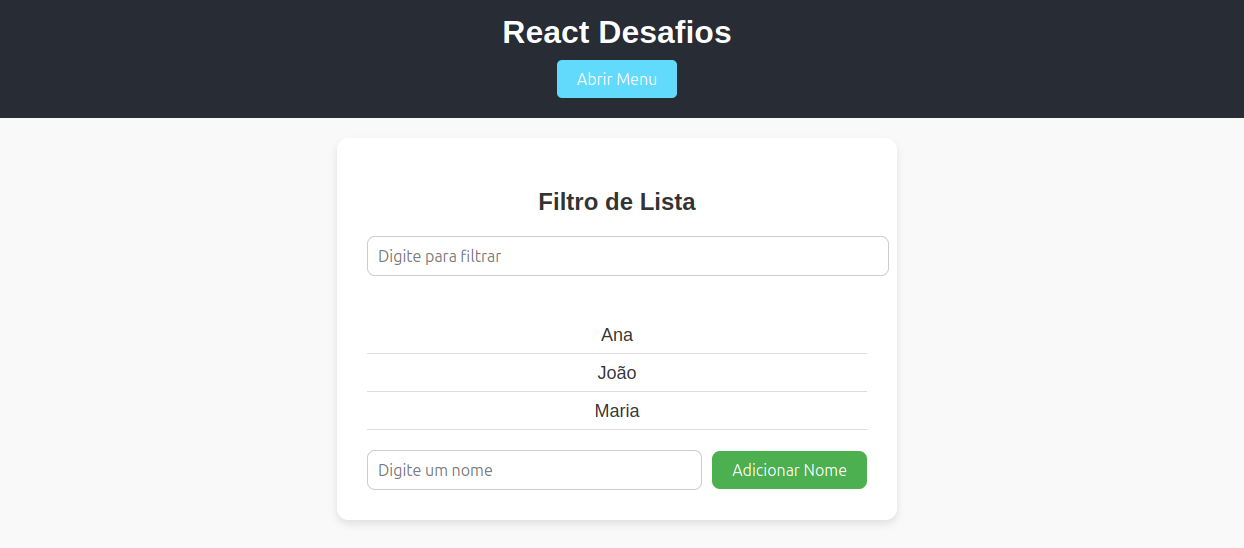 React Desafios
Abrir Menu
Filtro de Lista
Digite para filtrar
Ana
João
Maria
Digite um nome
Adicionar Nome